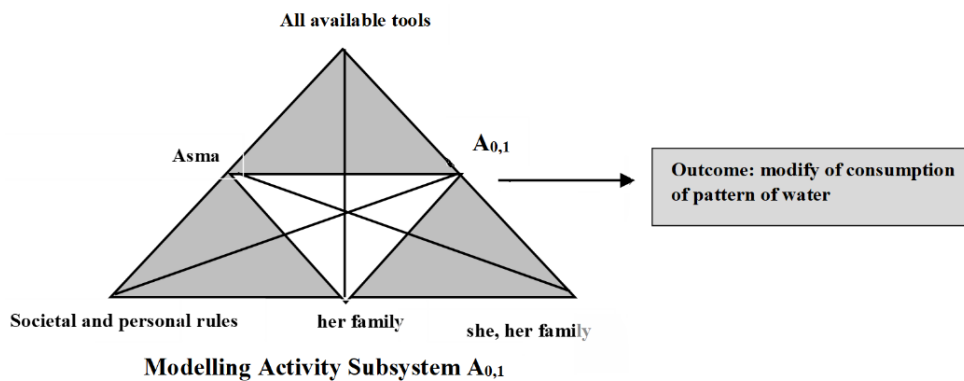 All available tools
Asma
A0,1
Outcome: modify of consumption
of pattern of water
Societal and personal rules
her family
she, her family
Modelling Activity Subsystem A0,1